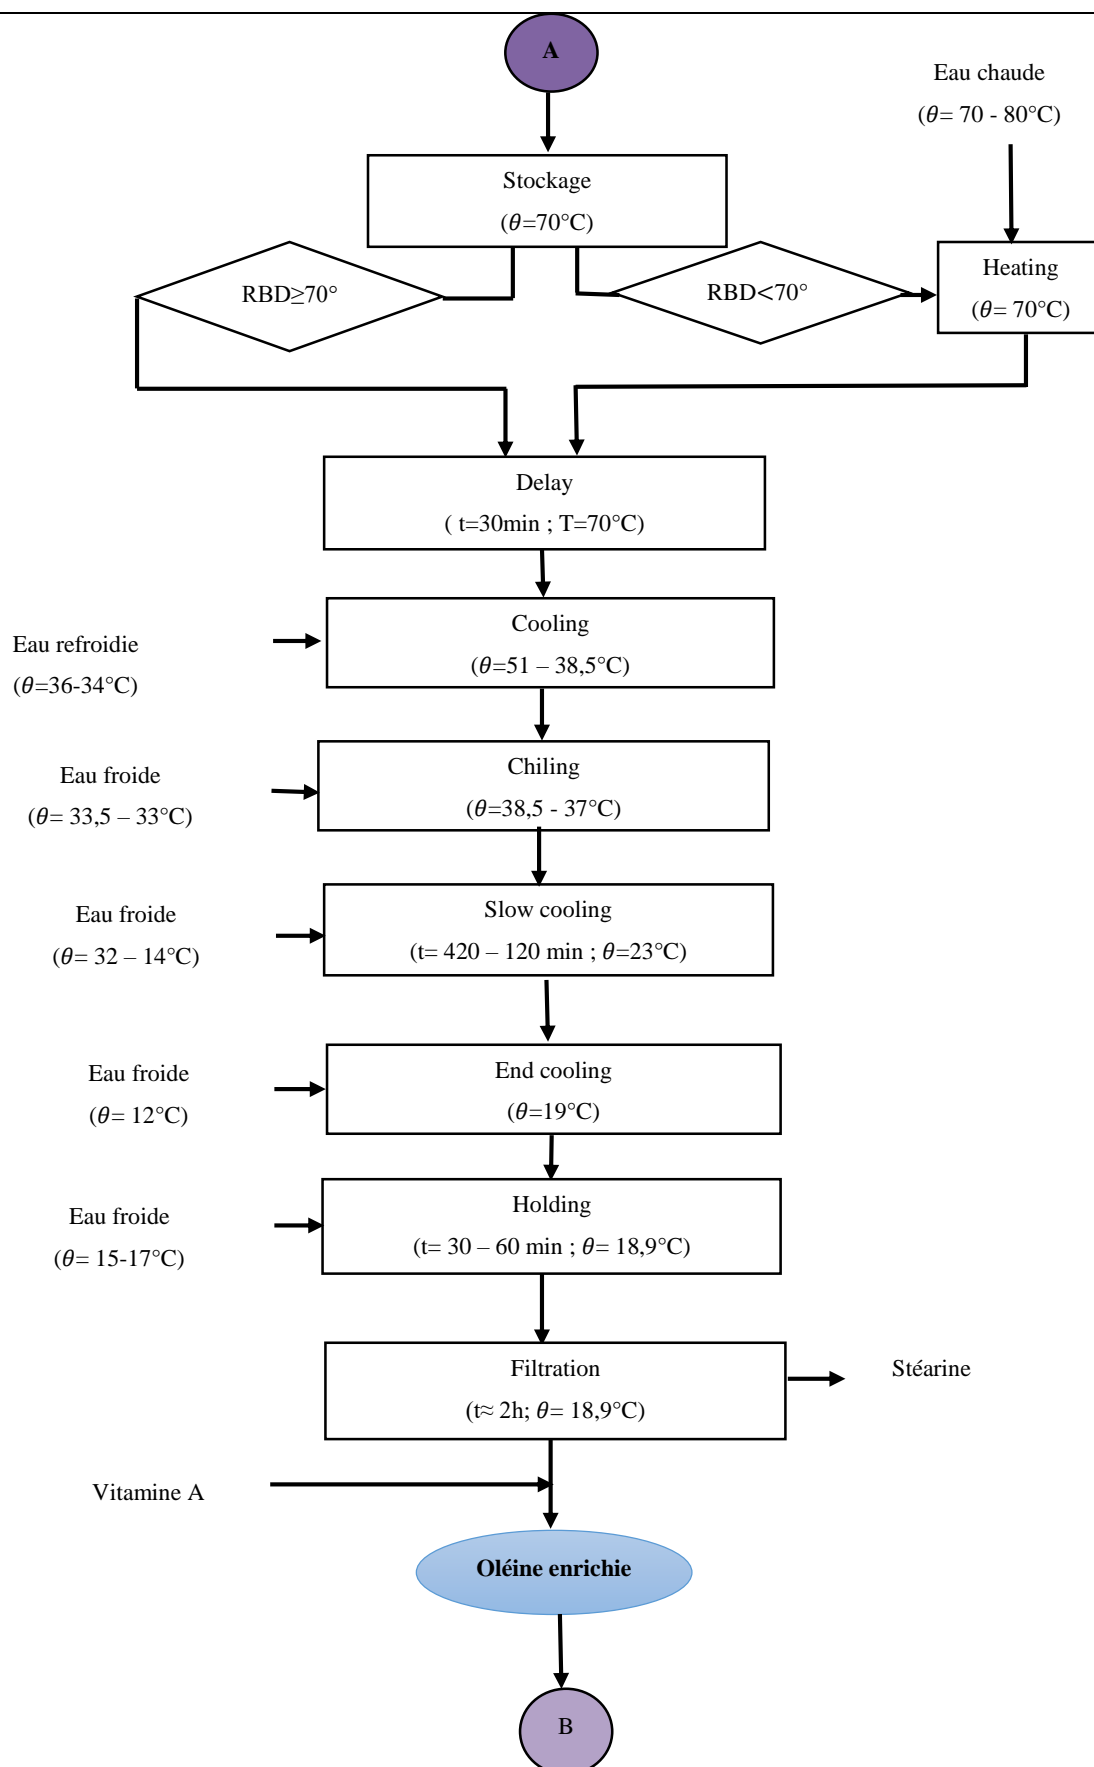 A
Eau chaude
(θ= 70 - 80°C)
Stockage
(θ=70°C)
RBD≥70°
RBD<70°
Heating
(θ= 70°C)
Delay
( t=30min ; T=70°C)
Eau refroidie
(θ=36-34°C)
Cooling
(θ=51 – 38,5°C)
Eau froide
(θ= 33,5 – 33°C)
Chiling
(θ=38,5 - 37°C)
Eau froide
(θ= 32 – 14°C)
Slow cooling
(t= 420 – 120 min ; θ=23°C)
Eau froide
(θ= 12°C)
End cooling
(θ=19°C)
Eau froide
(θ= 15-17°C)
Holding
(t= 30 – 60 min ; θ= 18,9°C)
Filtration
(t≈ 2h; θ= 18,9°C)
Stéarine
Vitamine A
Oléine enrichie
B